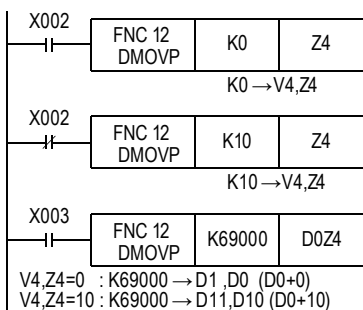 X002
FNC 12
DMOVP K0 Z4
K0→V4,Z4
X002
FNC 12
DMOVP K10 Z4
K10→V4,Z4
X003
FNC 12
DMOVP K69000 D0Z4
V4,Z4=0 : K69000→D1 ,D0 (D0+0)
V4,Z4=10 : K69000→D11,D10 (D0+10)